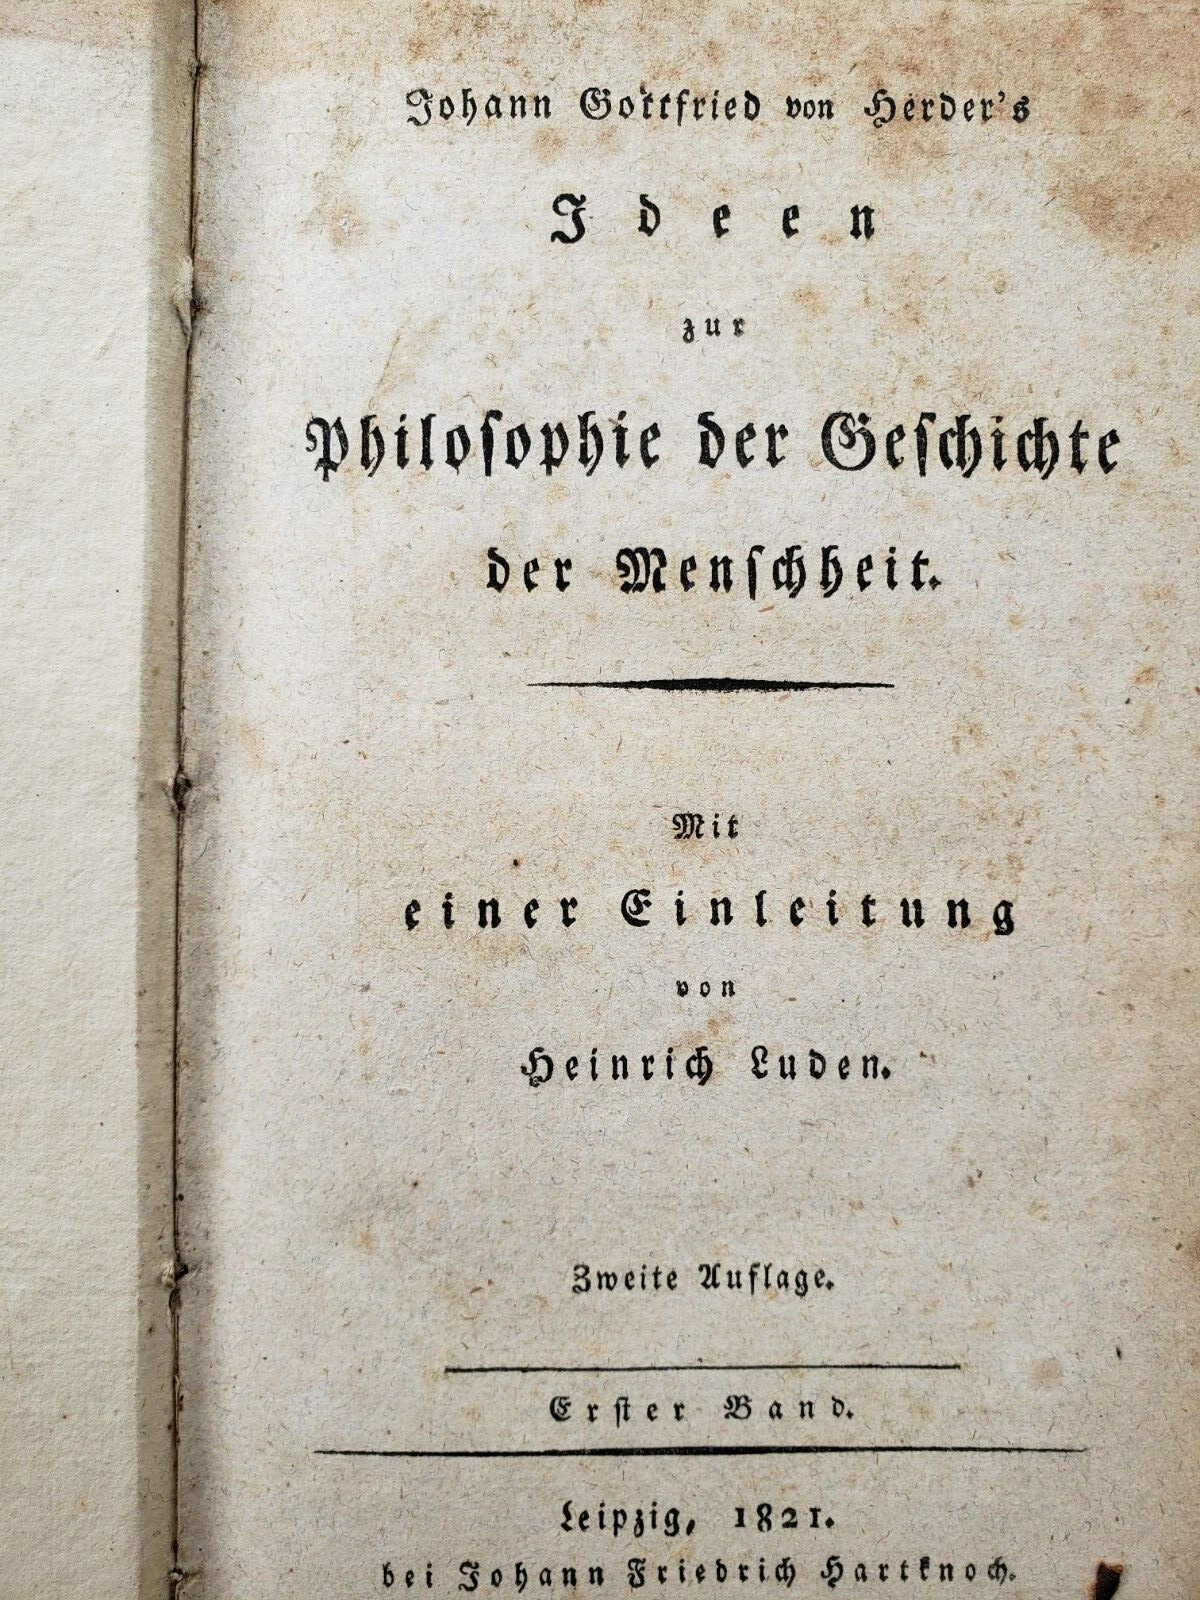 Johann Gottfried von Herder's
Ideen
zur
Philoſophie der Geſchichte
der Menſchheit.
Mit
einer Einleitung
von
Heinrich Luden.
Zweite Auflage.
Erſter Band.
Leipzig, 1821.
bei Johann Friedrich Hartknoch.